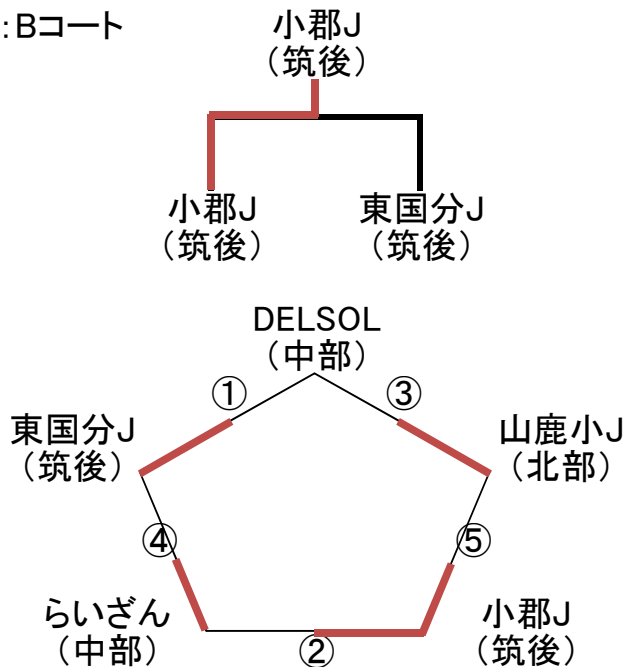 :Bコート
小郡J
(筑後)
小郡J
(筑後)
東国分J
(筑後)
DELSOL
(中部)
①
③
東国分J
(筑後)
山鹿小J
(北部)
④
⑤
らいざん
(中部)
②
小郡J
(筑後)